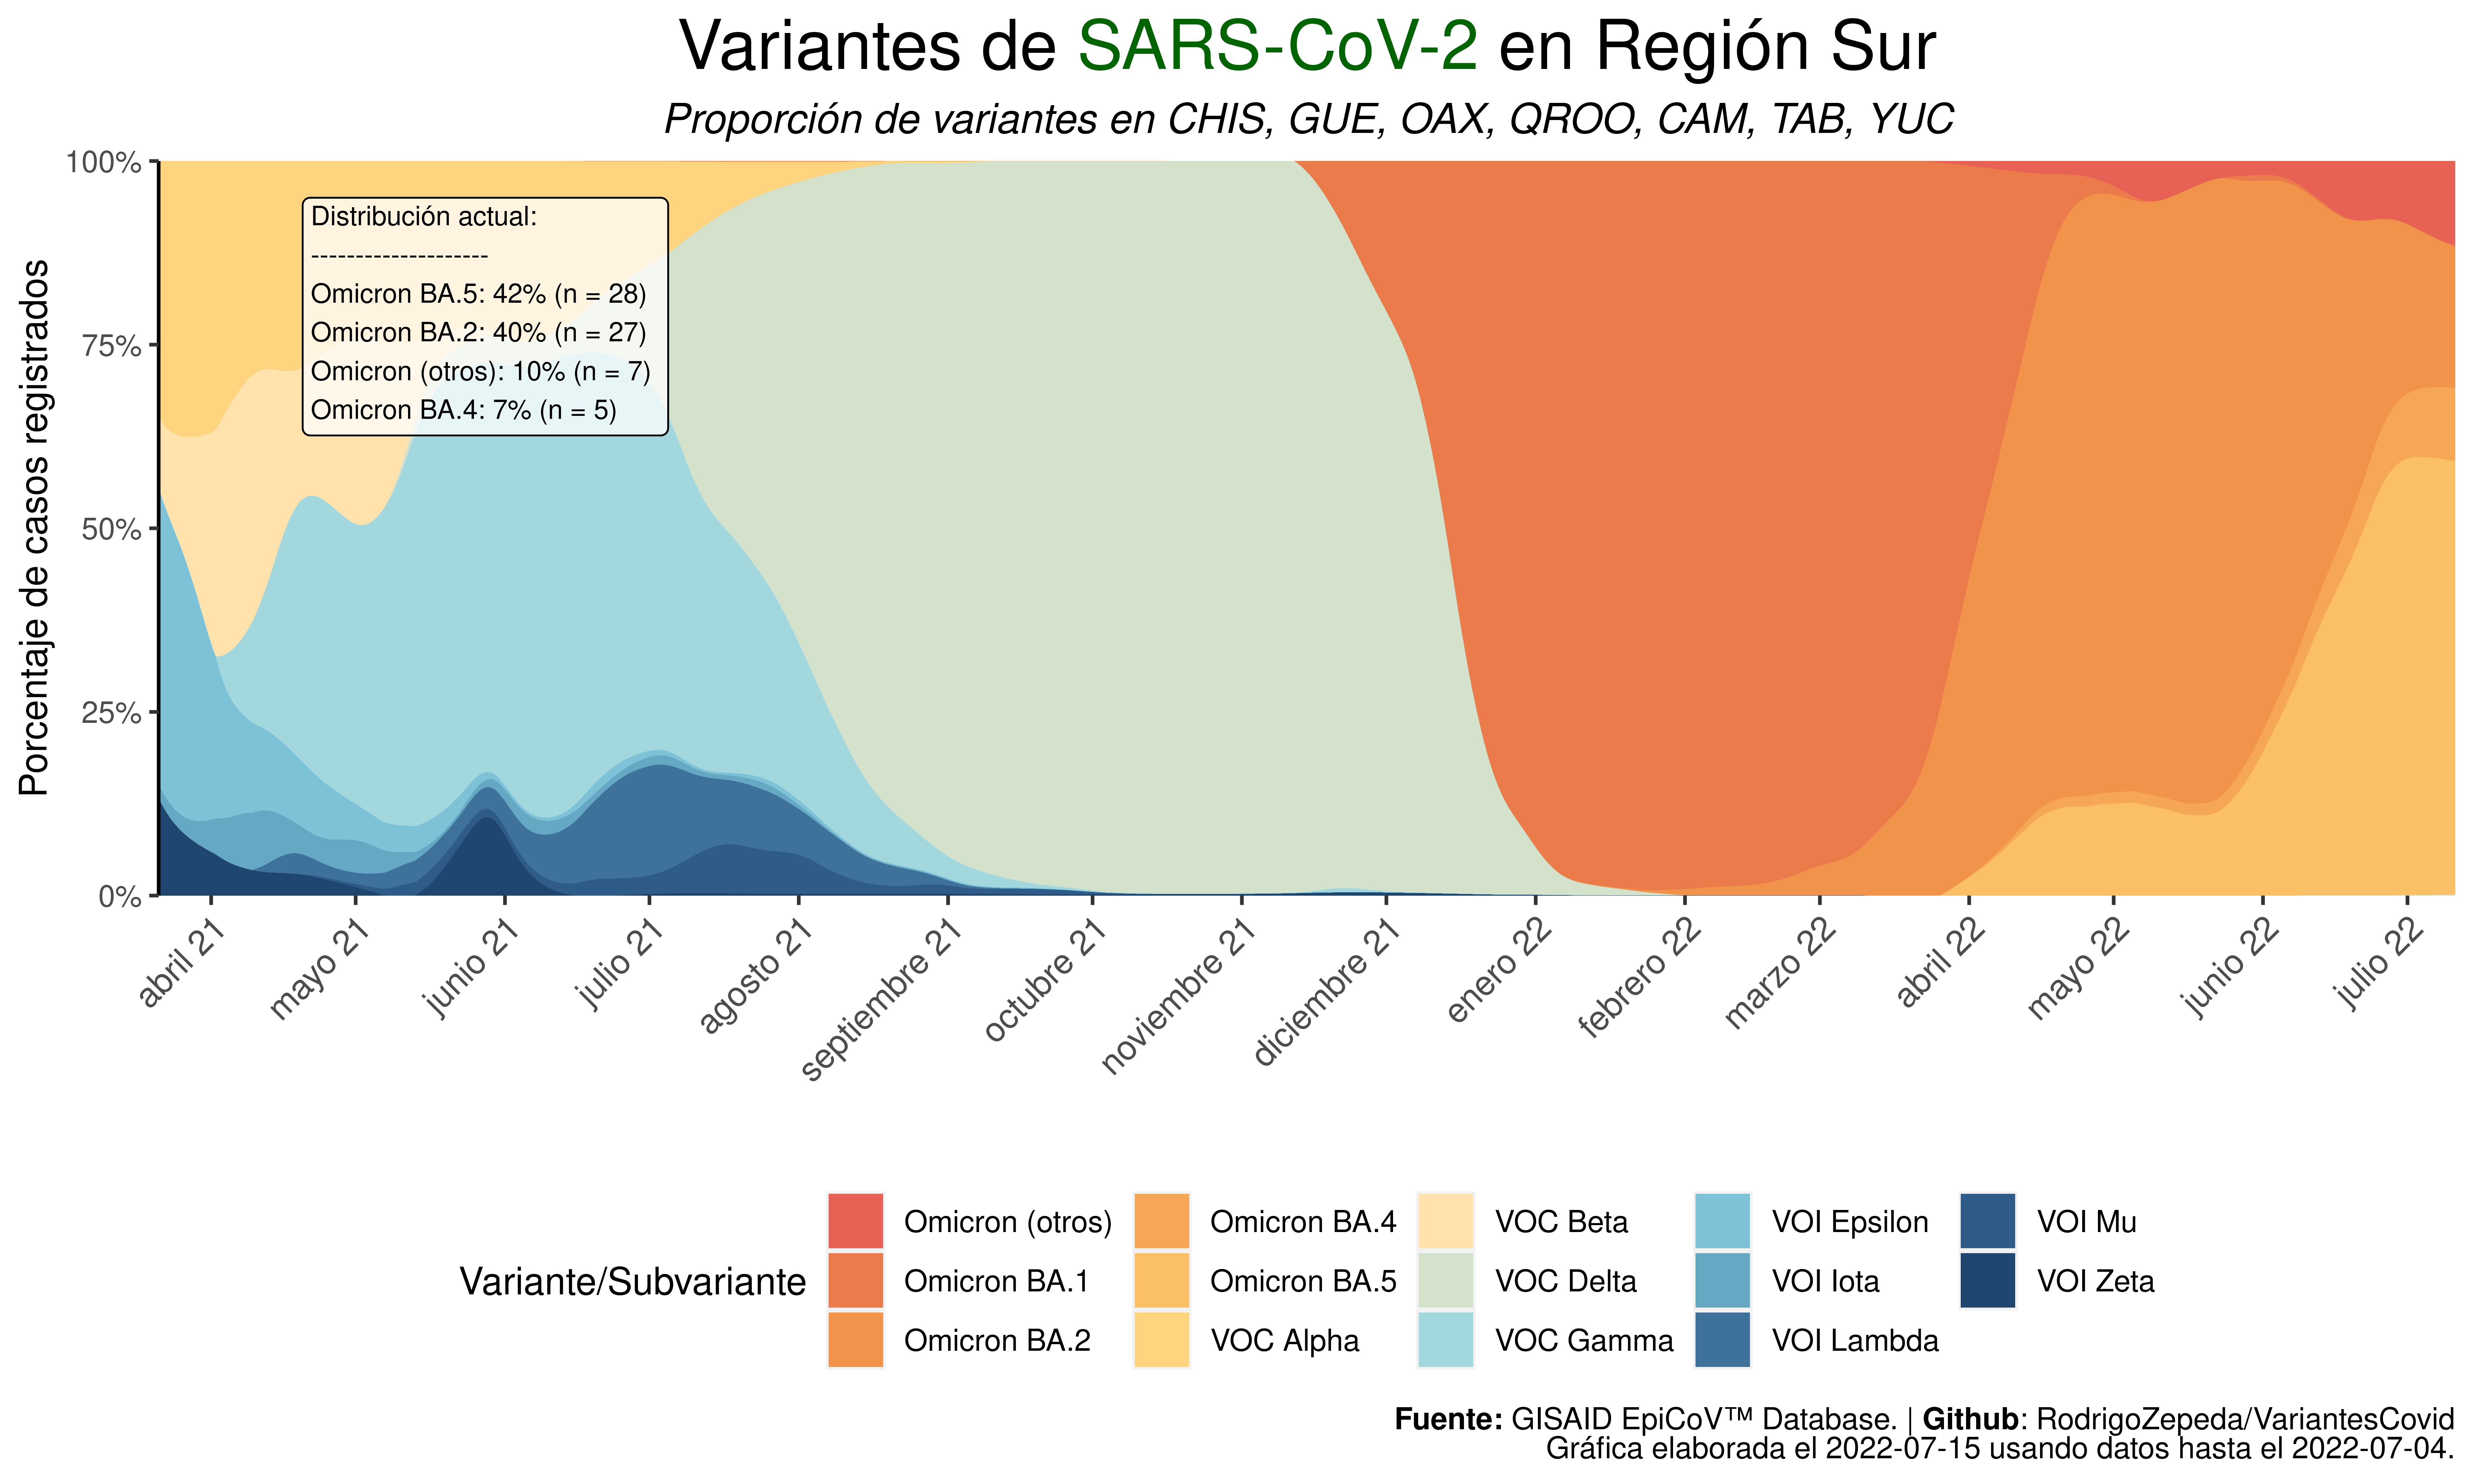 Variantes de SARS-CoV-2 en Región Sur
Proporción de variantes en CHIS, GUE, OAX, QROO, CAM, TAB, YUC
Porcentaje de casos registrados
100%
75%
50%
25%
0%
Distribución actual:
--------------------
Omicron BA.5: 42% (n = 28)
Omicron BA.2: 40% (n = 27)
Omicron (otros): 10% (n = 7)
Omicron BA.4: 7% (n = 5)
abril 21
mayo 21
junio 21
julio 21
agosto 21
septiembre 21
octubre 21
noviembre 21
diciembre 21
enero 22
febrero 22
marzo 22
abril 22
mayo 22
junio 22
julio 22
Variante/Subvariante
Omicron (otros)
Omicron BA.1
Omicron BA.2
Omicron BA.4
Omicron BA.5
VOC Alpha
VOC Beta
VOC Delta
VOC Gamma
VOI Epsilon
VOI Iota
VOI Lambda
VOI Mu
VOI Zeta
Fuente: GISAID EpiCoV™ Database. | Github: RodrigoZepeda/VariantesCovid
Gráfica elaborada el 2022-07-15 usando datos hasta el 2022-07-04.